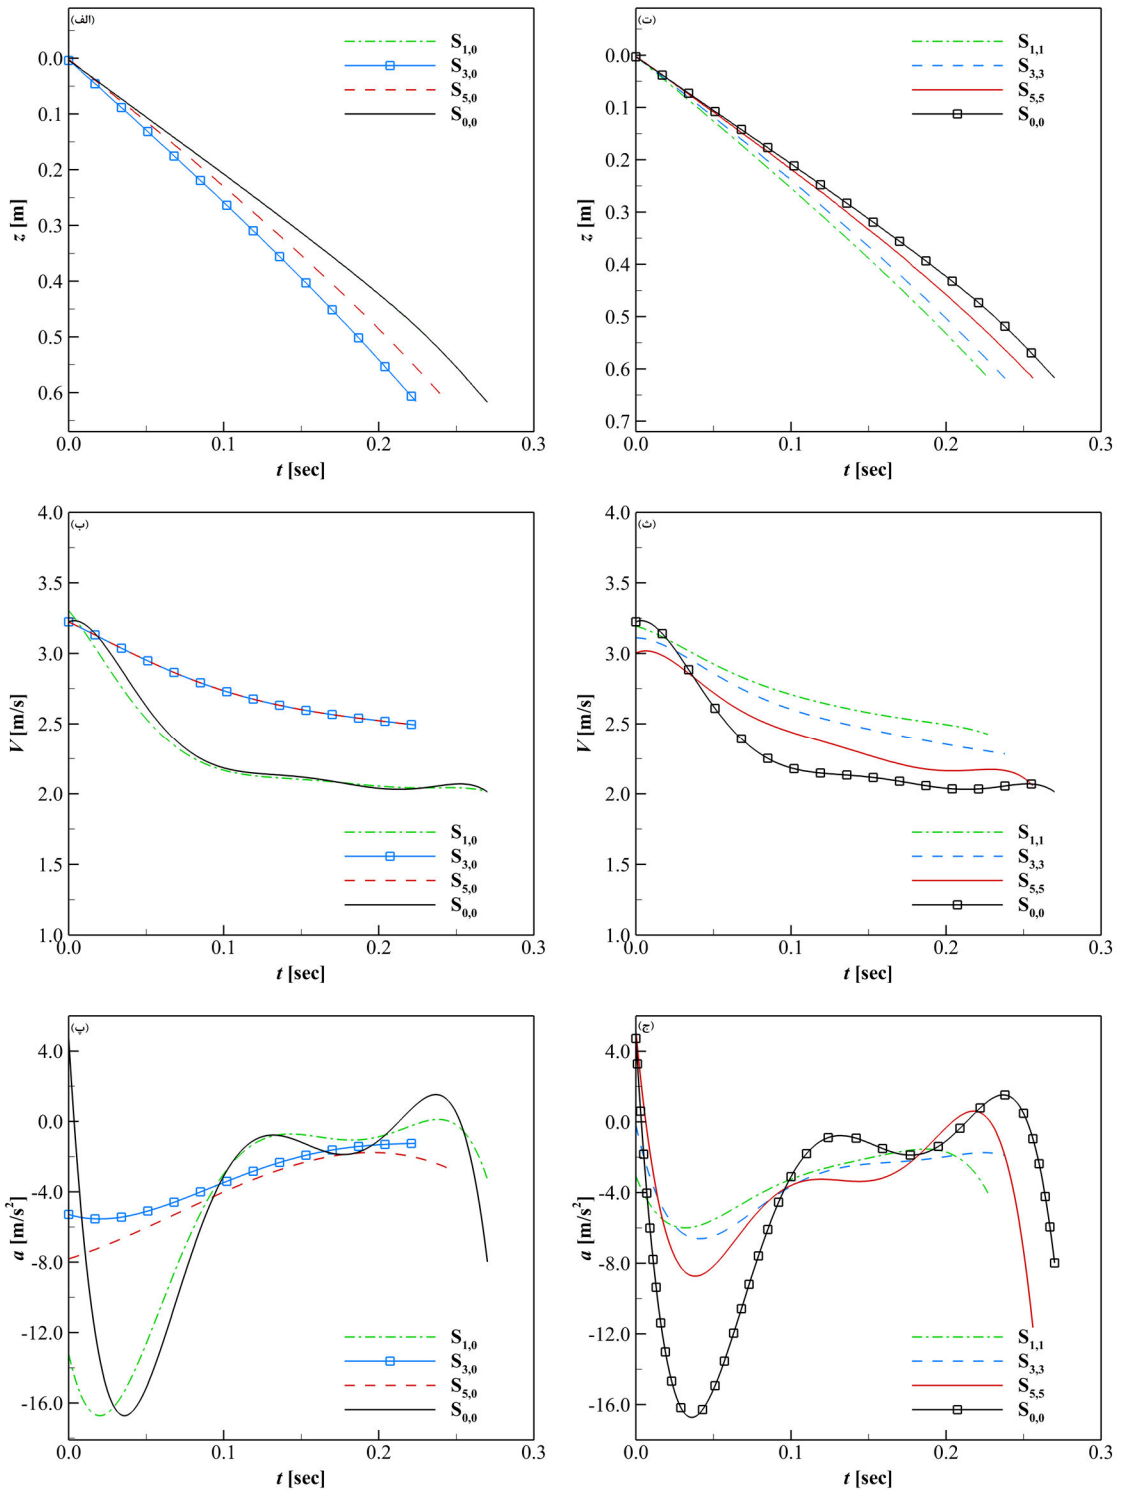 (الف)
S1,0
S3,0
S5,0
S0,0
0.0
0.1
0.2
0.3
0.4
0.5
0.6
z [m]
0.0 0.1 0.2 0.3
t [sec]
(ت)
S1,1
S3,3
S5,5
S0,0
0.0
0.1
0.2
0.3
0.4
0.5
0.6
0.7
z [m]
0.0 0.1 0.2 0.3
t [sec]
(ب)
4.0
3.5
3.0
2.5
2.0
1.5
1.0
V [m/s]
S1,0
S3,0
S5,0
S0,0
0.0 0.1 0.2 0.3
t [sec]
(ث)
4.0
3.5
3.0
2.5
2.0
1.5
1.0
V [m/s]
S1,1
S3,3
S5,5
S0,0
0.0 0.1 0.2 0.3
t [sec]
(پ)
4.0
0.0
-4.0
-8.0
-12.0
-16.0
a [m/s²]
S1,0
S3,0
S5,0
S0,0
0.0 0.1 0.2 0.3
t [sec]
(ج)
4.0
0.0
-4.0
-8.0
-12.0
-16.0
a [m/s²]
S1,1
S3,3
S5,5
S0,0
0.0 0.1 0.2 0.3
t [sec]